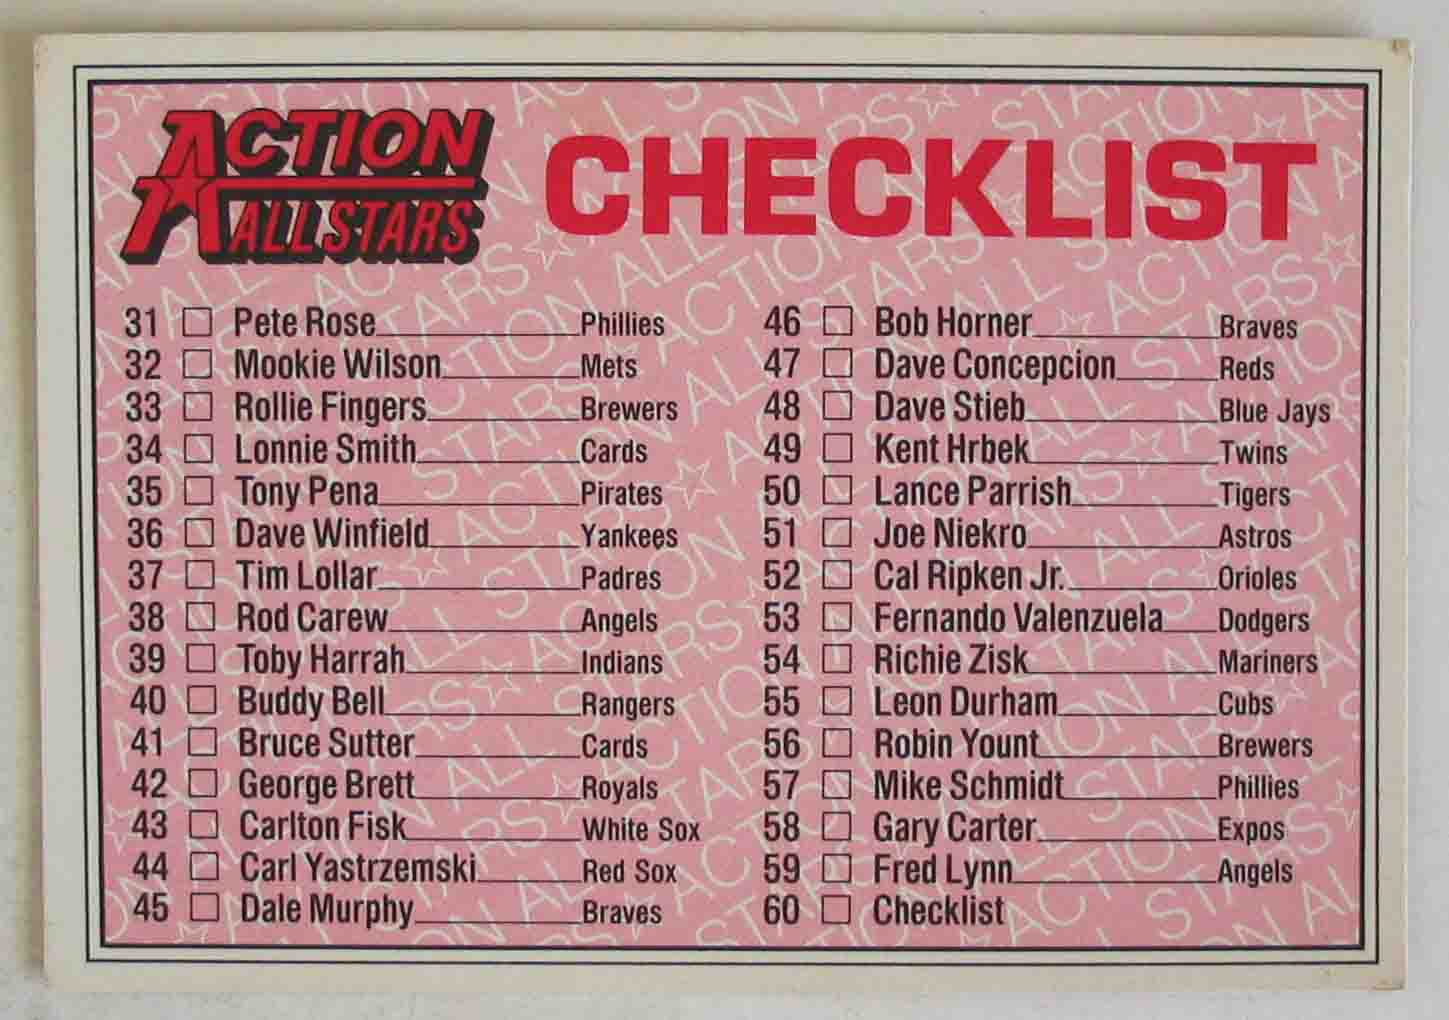 ACTION
ALL STARS
CHECKLIST
31 Pete Rose Phillies
32 Mookie Wilson Mets
33 Rollie Fingers Brewers
34 Lonnie Smith Cards
35 Tony Pena Pirates
36 Dave Winfield Yankees
37 Tim Lollar Padres
38 Rod Carew Angels
39 Toby Harrah Indians
40 Buddy Bell Rangers
41 Bruce Sutter Cards
42 George Brett Royals
43 Carlton Fisk White Sox
44 Carl Yastrzemski Red Sox
45 Dale Murphy Braves
46 Bob Horner Braves
47 Dave Concepcion Reds
48 Dave Stieb Blue Jays
49 Kent Hrbek Twins
50 Lance Parrish Tigers
51 Joe Niekro Astros
52 Cal Ripken Jr. Orioles
53 Fernando Valenzuela Dodgers
54 Richie Zisk Mariners
55 Leon Durham Cubs
56 Robin Yount Brewers
57 Mike Schmidt Phillies
58 Gary Carter Expos
59 Fred Lynn Angels
60 Checklist